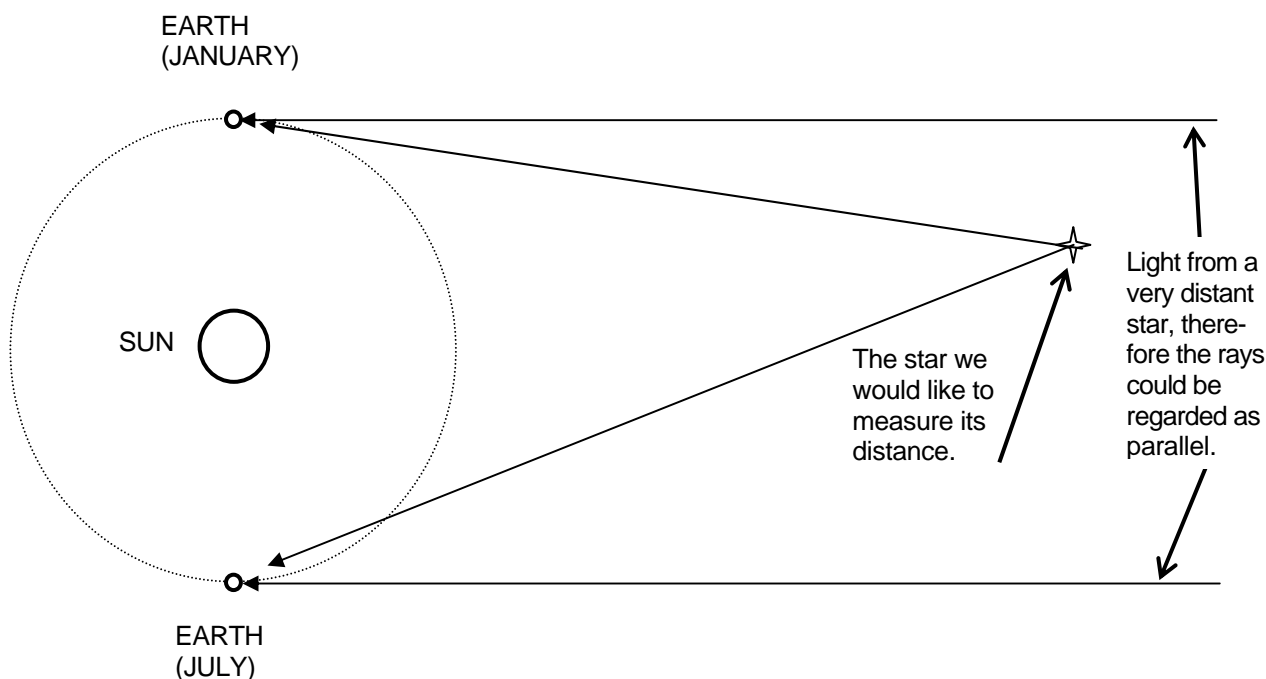 EARTH
(JANUARY)
SUN
The star we
would like to
measure its
distance.
Light from a
very distant
star, there-
fore the rays
could be
regarded as
parallel.
EARTH
(JULY)